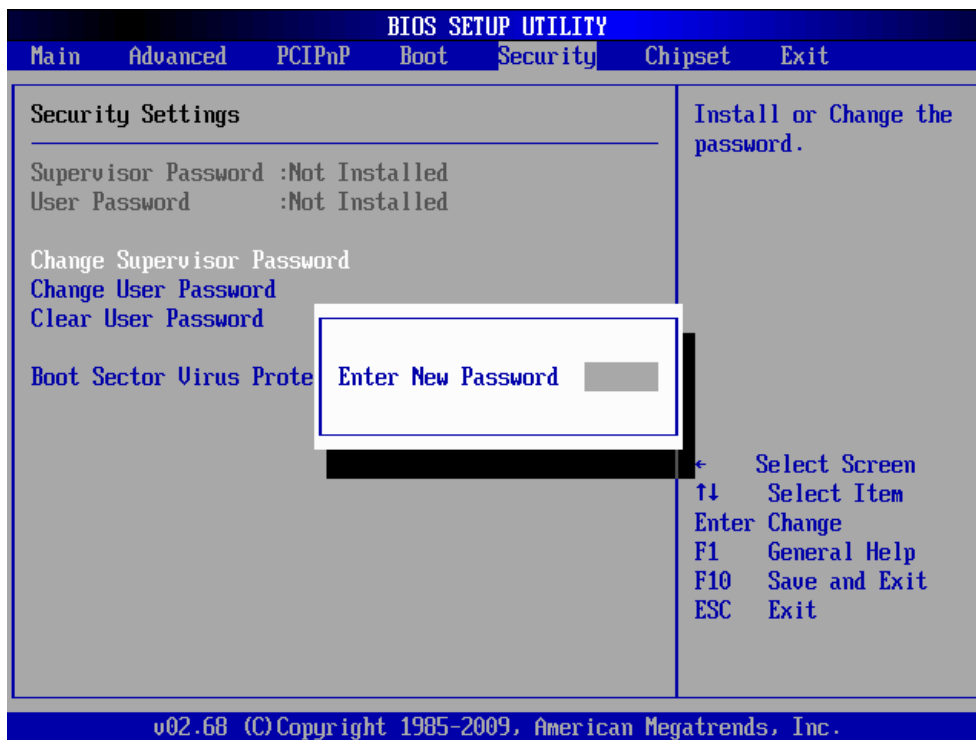 BIOS SETUP UTILITY
Main Advanced PCIPnP Boot Security Chipset Exit
Security Settings
Supervisor Password :Not Installed
User Password :Not Installed
Change Supervisor Password
Change User Password
Clear User Password
Boot Sector Virus Prote
Enter New Password
Install or Change the
password.
← Select Screen
↑↓ Select Item
Enter Change
F1 General Help
F10 Save and Exit
ESC Exit
v02.68 (C)Copyright 1985-2009, American Megatrends, Inc.